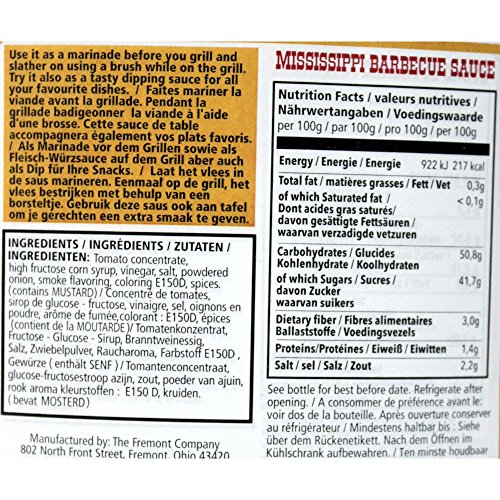 Use it as a marinade before you grill and
slather on using a brush while on the grill.
Try it also as a tasty dipping sauce for all
your favourite dishes. / Faites mariner la
viande avant la grillade. Pendant la
grillade badigeonner la viande à l'aide
d'une brosse. Cette sauce de table
accompagnera également vos plats favoris.
/ Als Marinade vor dem Grillen sowie als
Fleisch-Würzsauce auf dem Grill aber auch
als Dip für Ihre Snacks. / Laat het vlees in
de saus marineren. Eenmaal op de grill, het
vlees bestrijken met behulp van een
borsteltje. Gebruik deze saus ook aan tafel
om je gerechten een extra smaak te geven.
INGREDIENTS / INGRÉDIENTS / ZUTATEN /
INGREDIENTEN: Tomato concentrate,
high fructose corn syrup, vinegar, salt, powdered
onion, smoke flavoring, coloring E150D, spices.
(contains MUSTARD) / Concentré de tomates,
sirop de glucose - fructose, vinaigre, sel, oignons en
poudre, arôme de fumée,colorant : E150D, épices
(contient de la MOUTARDE)/ Tomatenkonzentrat,
Fructose - Glucose - Sirup, Branntweinessig,
Salz, Zwiebelpulver, Raucharoma, Farbstoff E150D ,
Gewürze ( enthält SENF ) / Tomantenconcentraat,
glucose-fructosestroop azijn, zout, poeder van ajuin,
rook aroma kleurstoffen : E150 D, kruiden.
( bevat MOSTERD )
Manufactured by: The Fremont Company
802 North Front Street, Fremont, Ohio 43420
MISSISSIPPI BARBECUE SAUCE
Nutrition Facts / valeurs nutritives /
Nährwertangaben / Voedingswaarde
per 100g / par 100g / pro 100g / per 100g
Energy / Energie / Energie 922 kJ 217 kcal
Total fat / matières grasses / Fett / Vet 0,3g
of which Saturated fat / < 0,1g
Dont acides gras saturés/
davon gesättigte Fettsäuren /
waarvan verzadigde vetzuren
Carbohydrates / Glucides 50,8g
Kohlenhydrate / Koolhydraten
of which Sugars / Sucres / 41,7g
davon Zucker
waarvan suikers
Dietary fiber / Fibres alimentaires 3,0g
Ballaststoffe / Voedingsvezels
Proteins/Protéines / Eiweiß / Eiwitten 1,4g
Salt / sel / Salz / Zout 2,2g
See bottle for best before date. Refrigerate after
opening. / A consommer de préférence avant le:
voir dos de la bouteille. Après ouverture conserver
au réfrigérateur / Mindestens haltbar bis : Siehe
über dem Rückenetikett. Nach dem Öffnen im
Kühlschrank aufbewahren. / Ten minste houdbaar